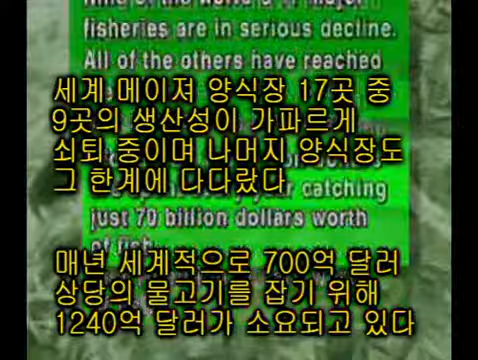 fisheries are in serious decline.
All of the others have reached
세계 메이져 양식장 17곳 중
9곳의 생산성이 가파르게
쇠퇴 중이며 나머지 양식장도
그 한계에 다다랐다
catching
just 70 billion dollars worth
of fish
매년 세계적으로 700억 달러
상당의 물고기를 잡기 위해
1240억 달러가 소요되고 있다